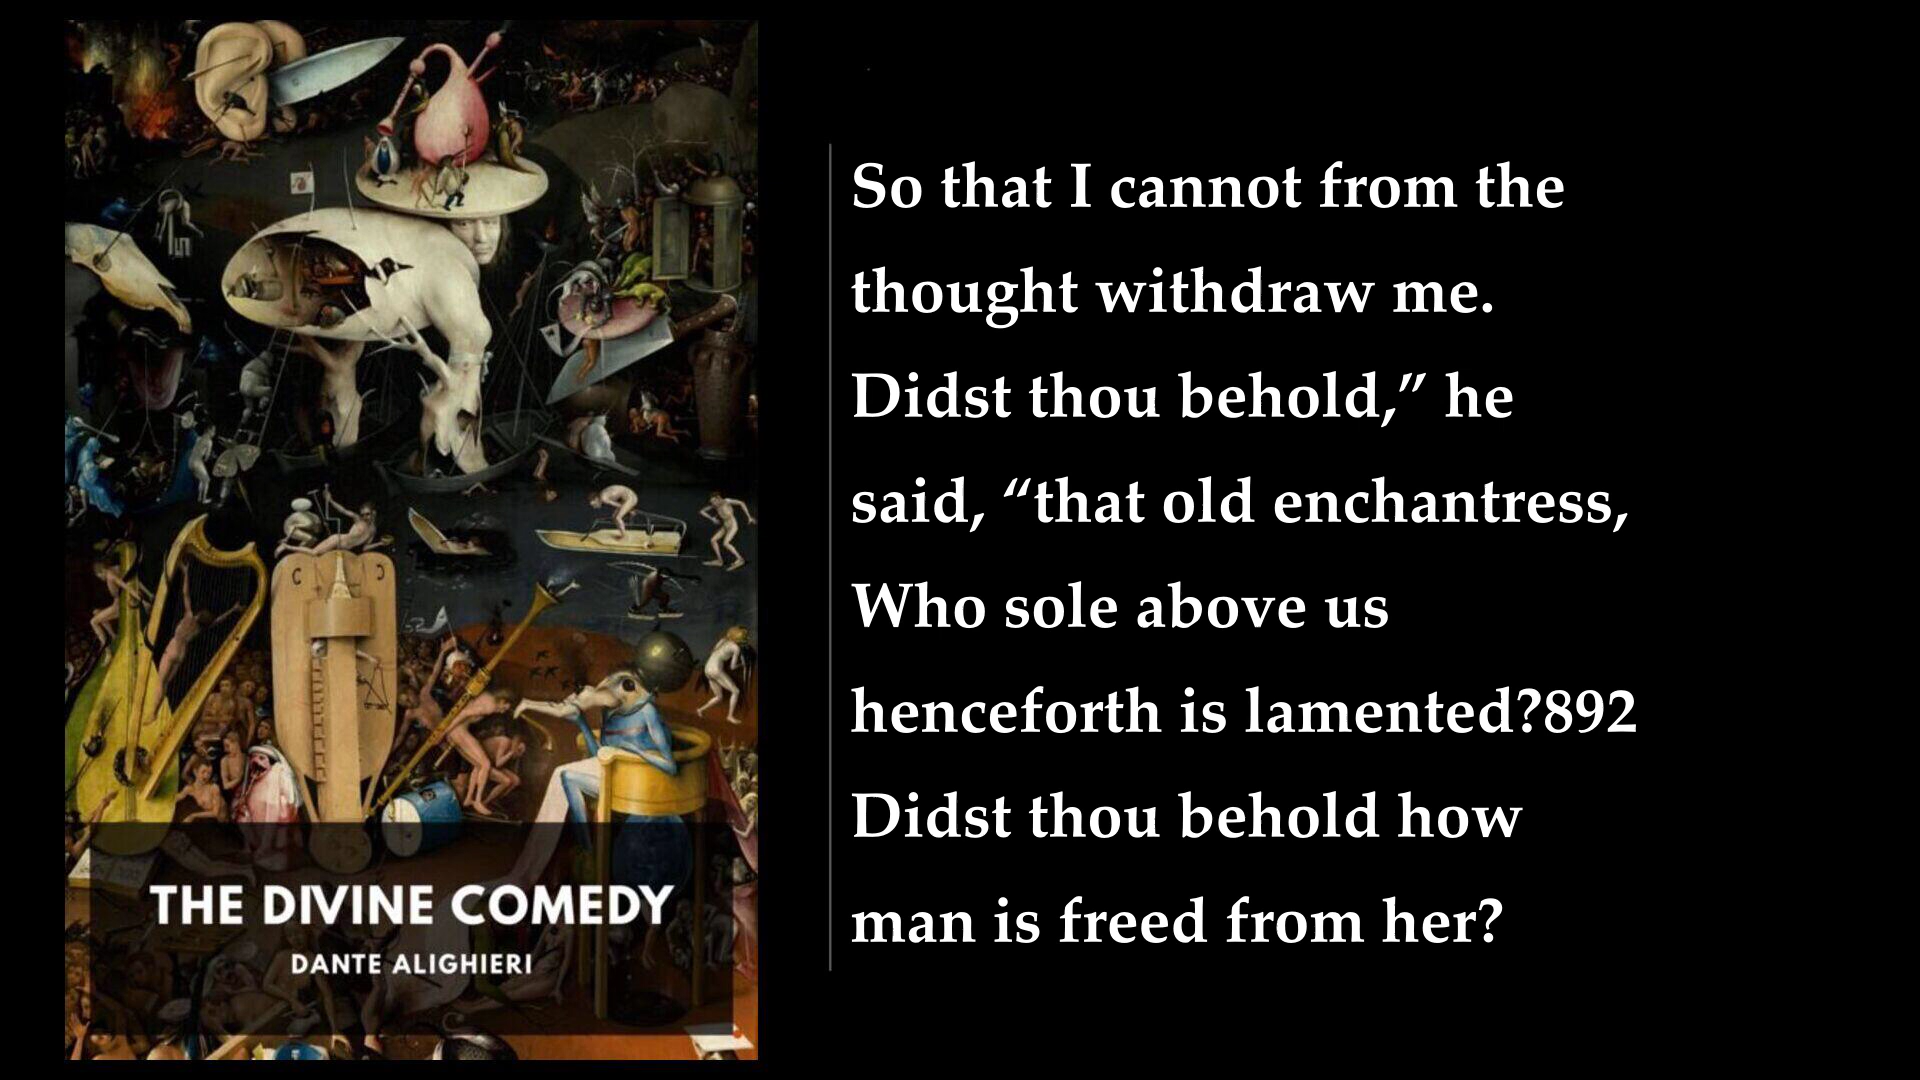 THE DIVINE COMEDY
DANTE ALIGHIERI
So that I cannot from the
thought withdraw me.
Didst thou behold,” he
said, “that old enchantress,
Who sole above us
henceforth is lamented?892
Didst thou behold how
man is freed from her?